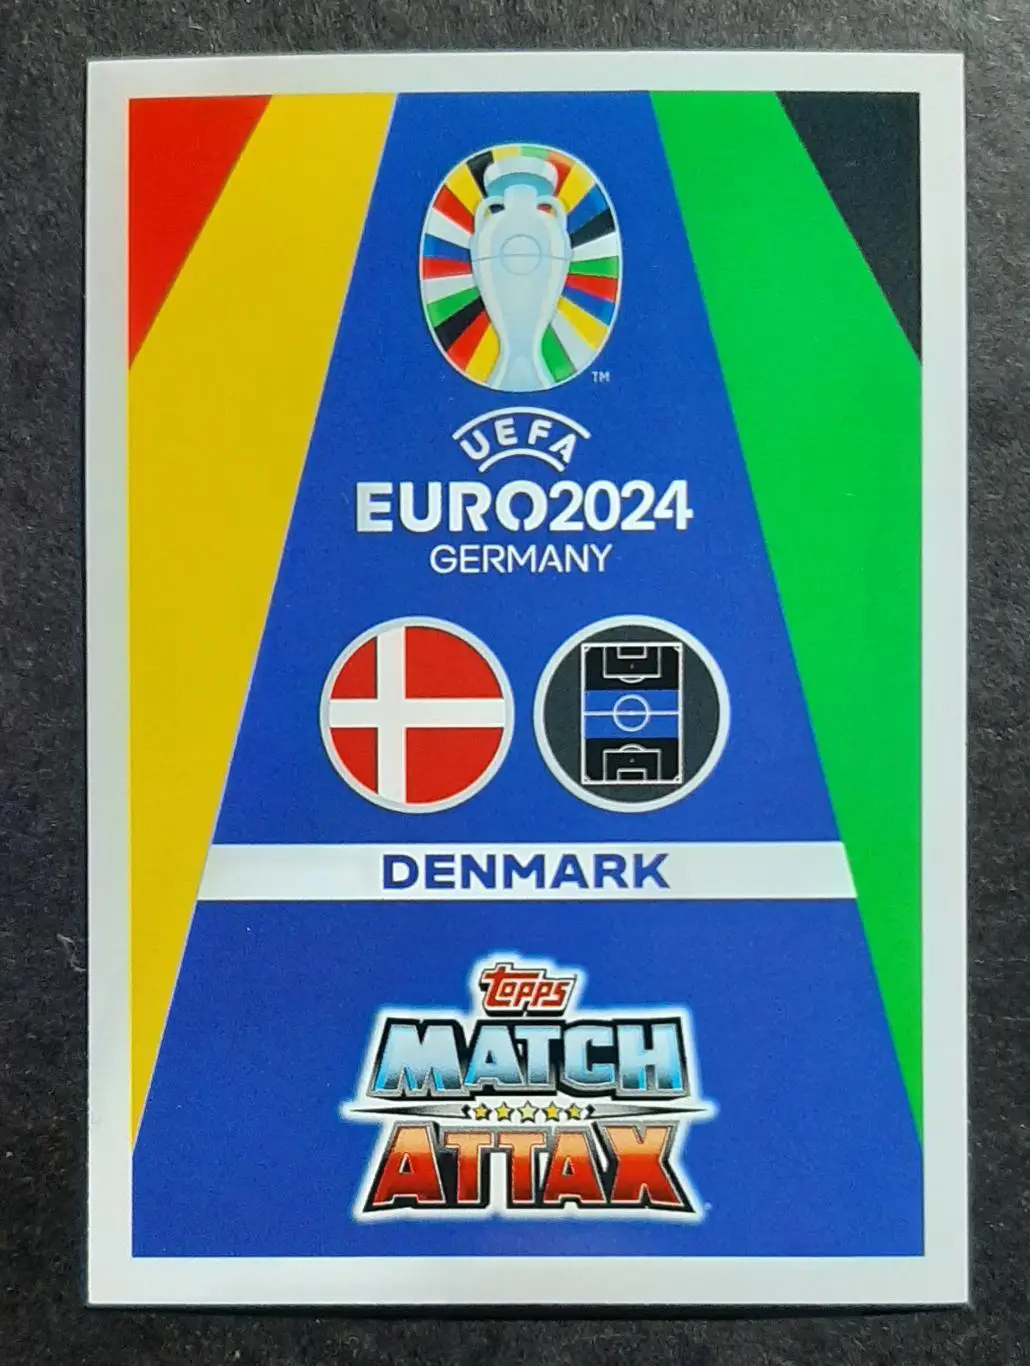 TM
UEFA
EURO2024
GERMANY
DENMARK
topps
MATCH
ATTAX